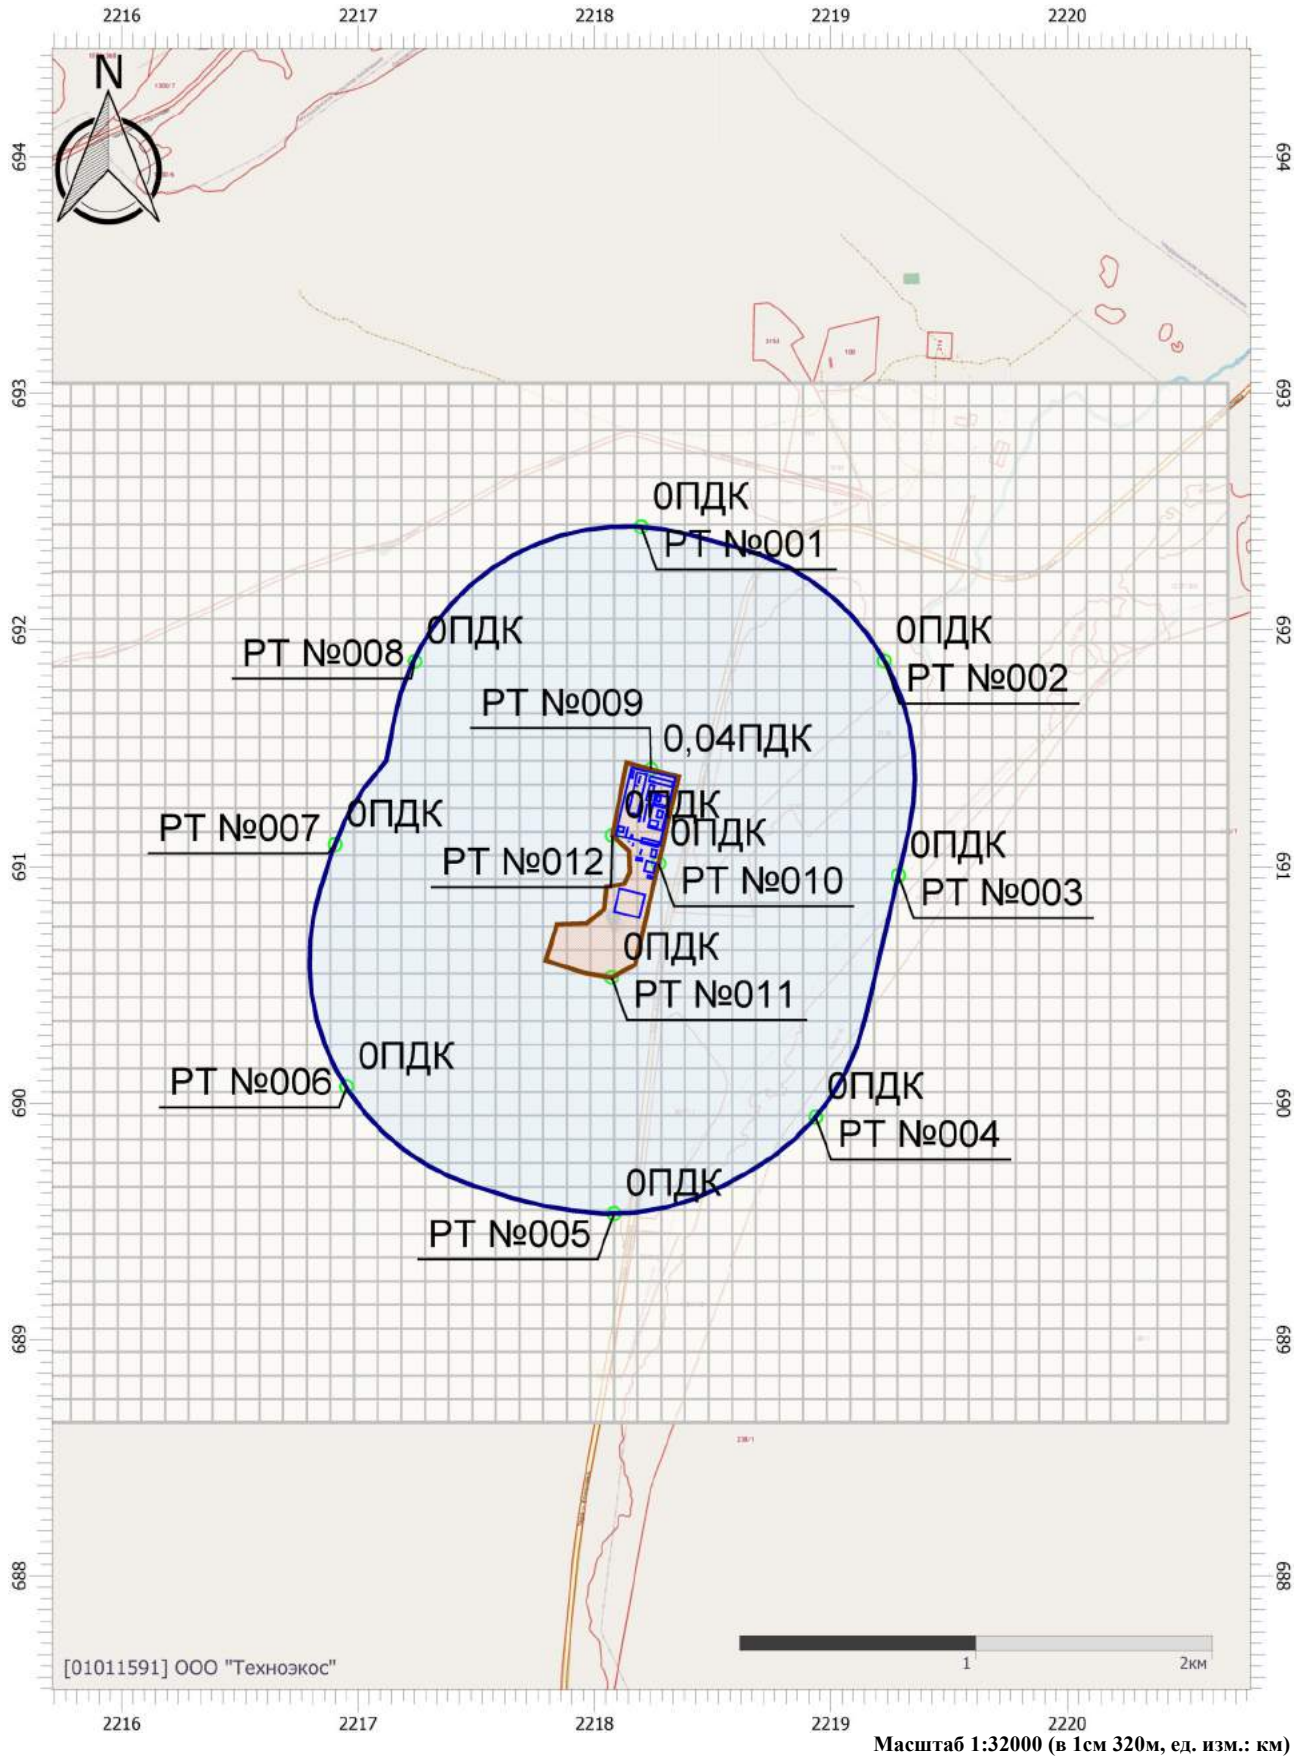 2216 2217 2218 2219 2220
N
694 694
693 693
0ПДК
РТ №001
692 692
0ПДК
РТ №008
0ПДК
РТ №002
РТ №009
0,04ПДК
0ПДК
0ПДК
РТ №007
0ПДК
0ПДК
691 691
РТ №012
РТ №010
РТ №003
0ПДК
РТ №011
0ПДК
РТ №006
690 690
0ПДК
РТ №004
0ПДК
РТ №005
689 689
238/1
688 688
[01011591] ООО "Техноэкос"
1 2км
2216 2217 2218 2219 2220
Масштаб 1:32000 (в 1см 320м, ед. изм.: км)